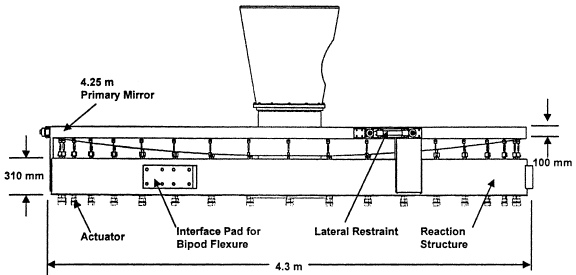 4.25 m
Primary Mirror
100 mm
310 mm
Actuator
Interface Pad for
Bipod Flexure
Lateral Restraint
Reaction
Structure
4.3 m